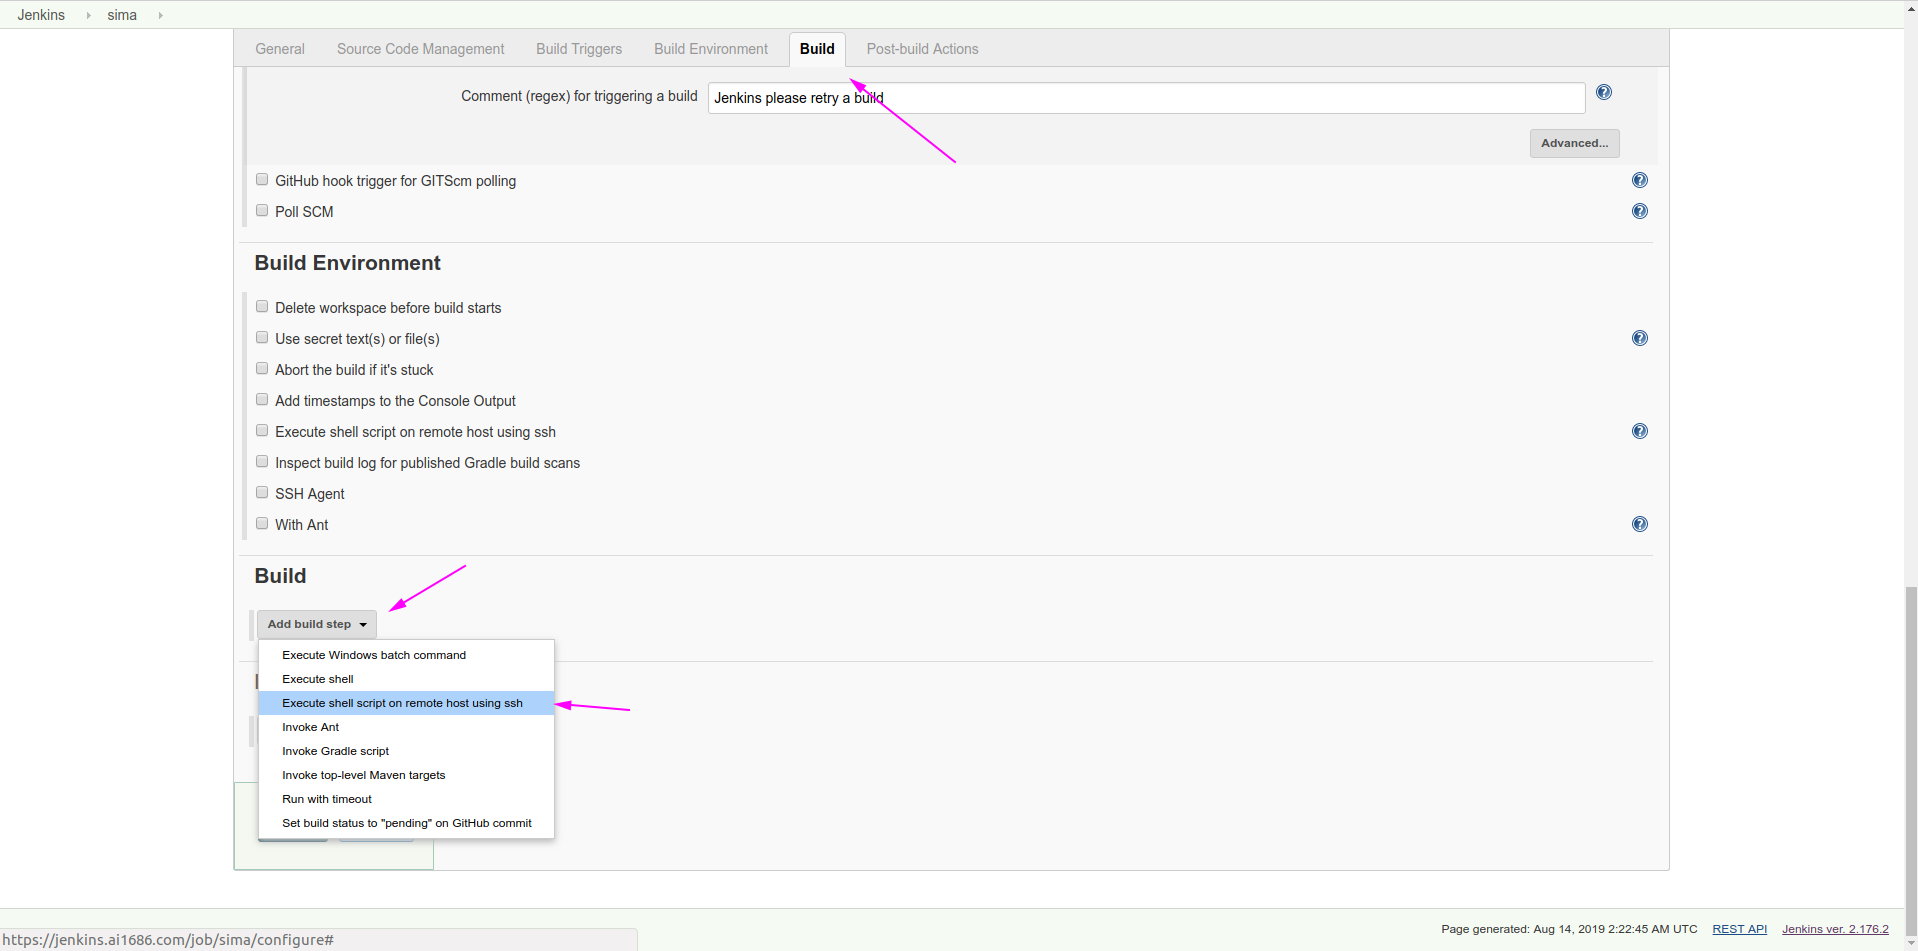 Jenkins sima
General Source Code Management Build Triggers Build Environment Build Post-build Actions
Comment (regex) for triggering a build Jenkins please retry a build
Advanced...
GitHub hook trigger for GITScm polling
Poll SCM
Build Environment
Delete workspace before build starts
Use secret text(s) or file(s)
Abort the build if it's stuck
Add timestamps to the Console Output
Execute shell script on remote host using ssh
Inspect build log for published Gradle build scans
SSH Agent
With Ant
Build
Add build step
Execute Windows batch command
Execute shell
Execute shell script on remote host using ssh
Invoke Ant
Invoke Gradle script
Invoke top-level Maven targets
Run with timeout
Set build status to "pending" on GitHub commit
Page generated: Aug 14, 2019 2:22:45 AM UTC REST API Jenkins ver. 2.176.2
https://jenkins.ai1686.com/job/sima/configure#